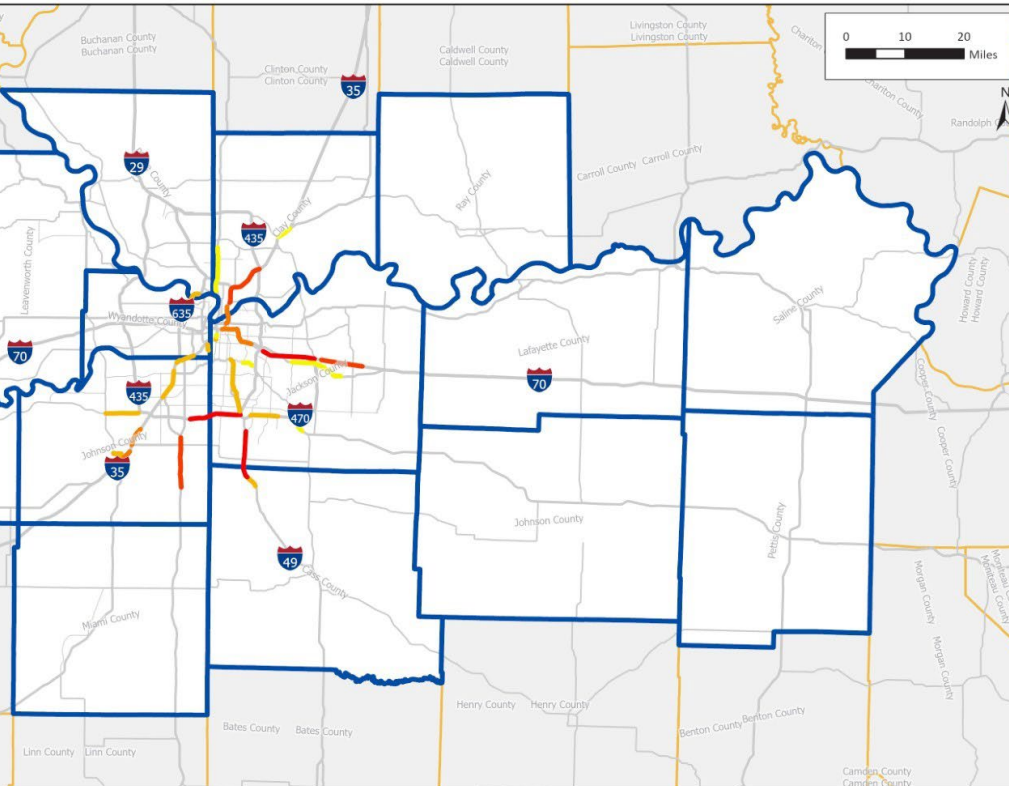 Buchanan County
Buchanan County
Clinton County
Clinton County
35
Caldwell County
Caldwell County
Livingston County
Livingston County
0 10 20
Miles
N
29
Clay County
435
Ray County
Carroll County Carroll County
Leavenworth County
635
Wyandotte County
70
435
Jackson County
470
Johnson County
35
Lafayette County
70
Saline County
Howard County
Howard County
Cooper County
Cooper County
Johnson County
Pettis County
49
Cass County
Miami County
Morgan County
Morgan County
Moniteau County
Bates County Bates County
Henry County Henry County
Benton County Benton County
Linn County Linn County
Camden County
Camden County